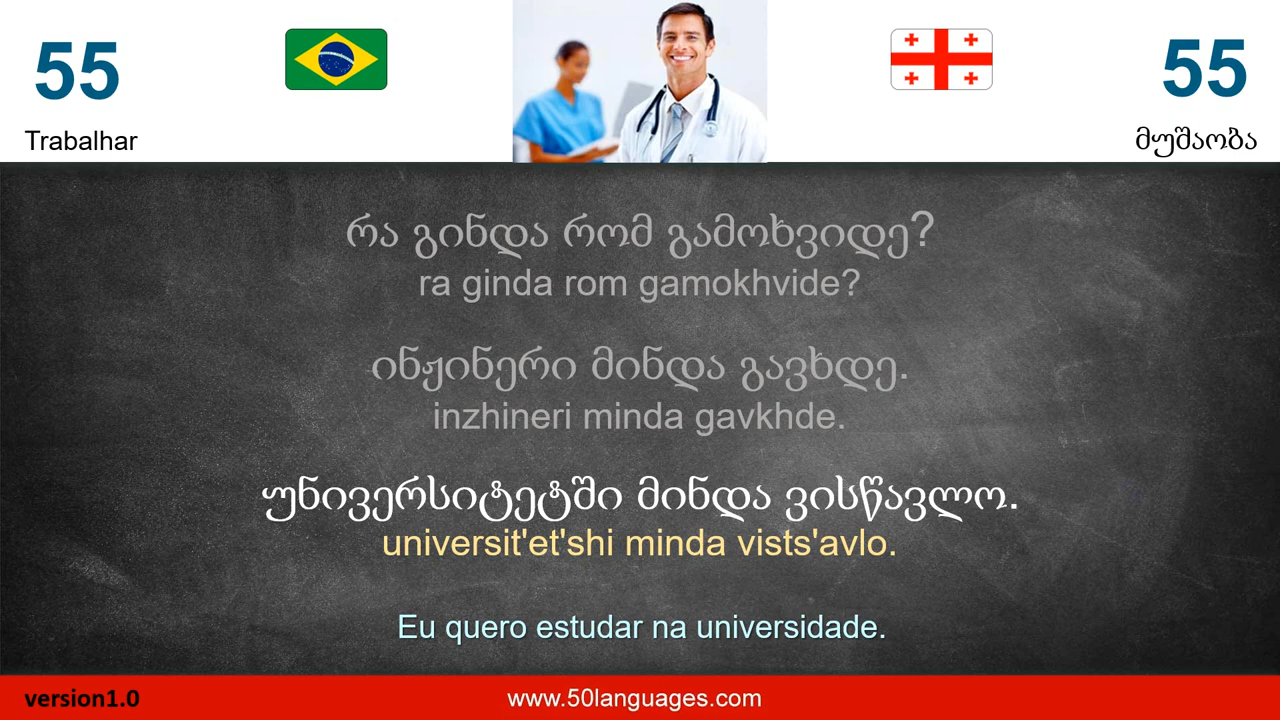 55
55
Trabalhar
მუშაობა
რა გინდა რომ გამოხვიდე?
ra ginda rom gamokhvide?
ინჟინერი მინდა გავხდე.
inzhineri minda gavkhde.
უნივერსიტეტში მინდა ვისწავლო.
universit'et'shi minda vists'avlo.
Eu quero estudar na universidade.
version1.0
www.50languages.com